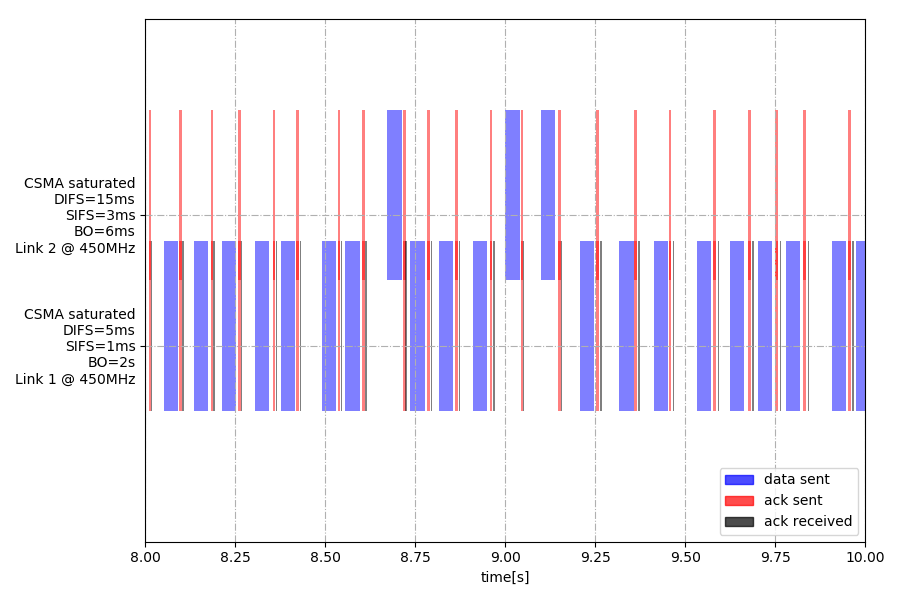 CSMA saturated
DIFS=15ms
SIFS=3ms
BO=6ms
Link 2 @ 450MHz
CSMA saturated
DIFS=5ms
SIFS=1ms
BO=2s
Link 1 @ 450MHz
data sent
ack sent
ack received
8.00 8.25 8.50 8.75 9.00 9.25 9.50 9.75 10.00
time[s]